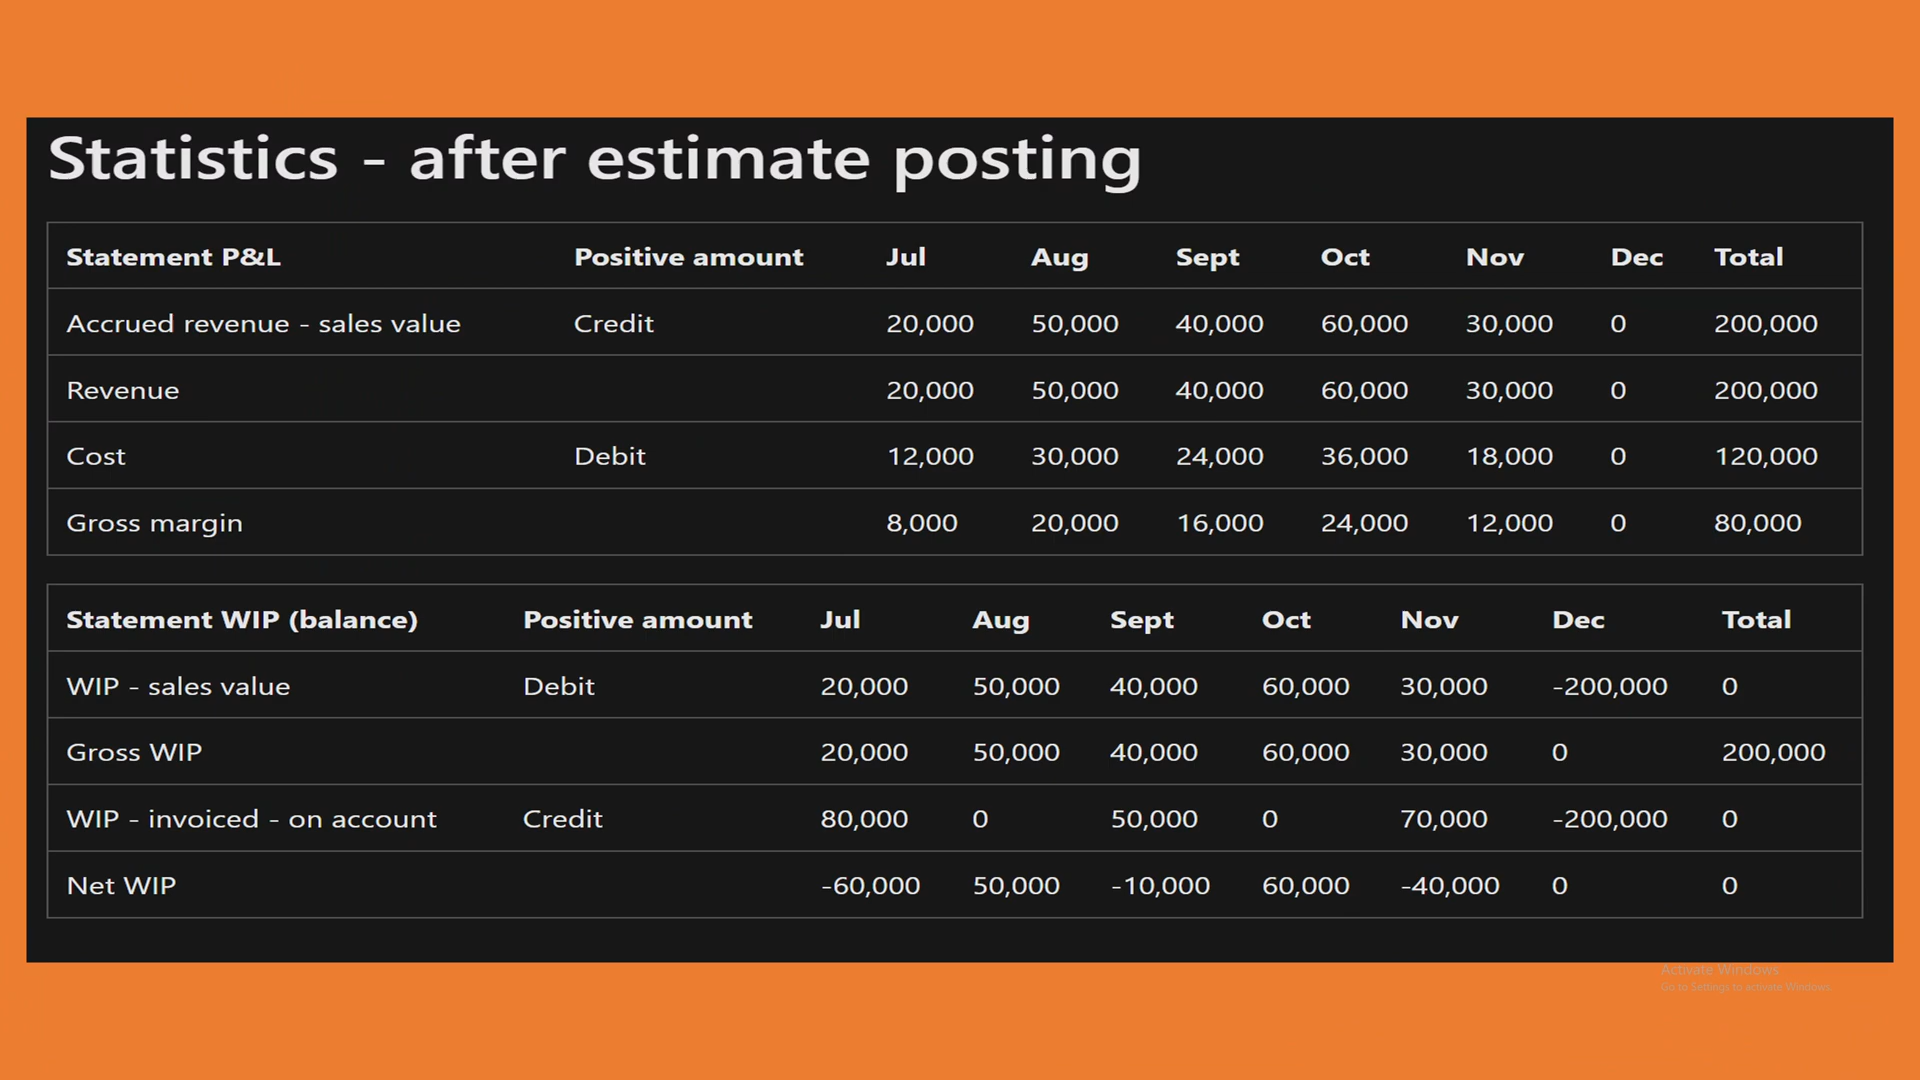 Statistics - after estimate posting
Statement P&L Positive amount Jul Aug Sept Oct Nov Dec Total
Accrued revenue - sales value Credit 20,000 50,000 40,000 60,000 30,000 0 200,000
Revenue 20,000 50,000 40,000 60,000 30,000 0 200,000
Cost Debit 12,000 30,000 24,000 36,000 18,000 0 120,000
Gross margin 8,000 20,000 16,000 24,000 12,000 0 80,000
Statement WIP (balance) Positive amount Jul Aug Sept Oct Nov Dec Total
WIP - sales value Debit 20,000 50,000 40,000 60,000 30,000 -200,000 0
Gross WIP 20,000 50,000 40,000 60,000 30,000 0 200,000
WIP - invoiced - on account Credit 80,000 0 50,000 0 70,000 -200,000 0
Net WIP -60,000 50,000 -10,000 60,000 -40,000 0 0
Activate Windows
Go to Settings to activate Windows.